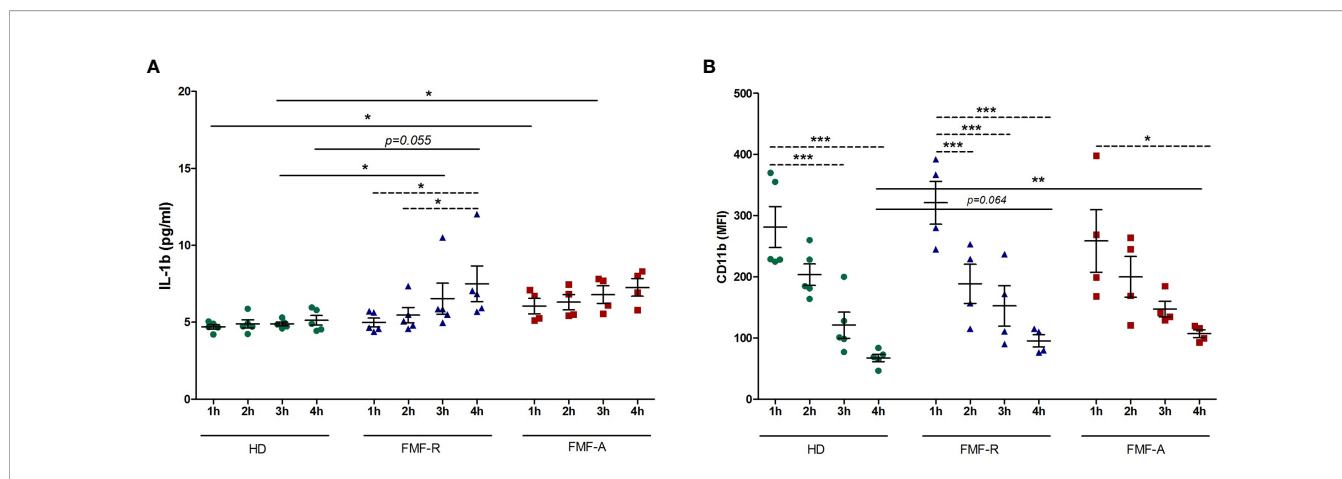 A
B
20
15
10
5
0
IL-1b (pg/ml)
*
*
p=0.055
*
*
*
1h 2h 3h 4h 1h 2h 3h 4h 1h 2h 3h 4h
HD FMF-R FMF-A
500
400
300
200
100
0
CD11b (MFI)
***
***
***
***
***
*
**
p=0.064
1h 2h 3h 4h 1h 2h 3h 4h 1h 2h 3h 4h
HD FMF-R FMF-A